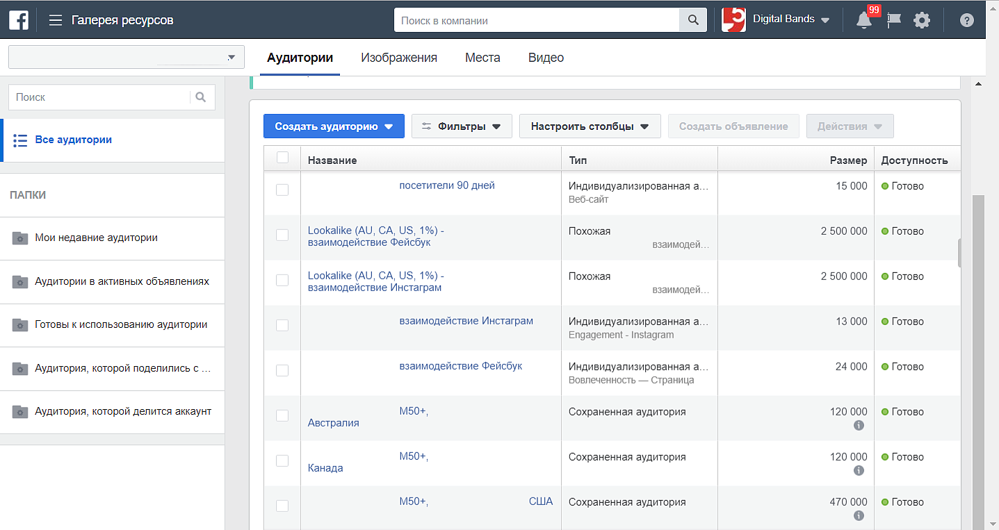 Галерея ресурсов
Поиск в компании
Digital Bands
99
Аудитории
Изображения
Места
Видео
Поиск
Все аудитории
ПАПКИ
Мои недавние аудитории
Аудитории в активных объявлениях
Готовы к использованию аудитории
Аудитория, которой поделились с ...
Аудитория, которой делится аккаунт
Создать аудиторию
Фильтры
Настроить столбцы
Создать объявление
Действия
Название Тип Размер Доступность
посетители 90 дней Индивидуализированная а... 15 000 Готово
Веб-сайт
Lookalike (AU, CA, US, 1%) - Похожая 2 500 000 Готово
взаимодействие Фейсбук взаимодей...
Lookalike (AU, CA, US, 1%) - Похожая 2 500 000 Готово
взаимодействие Инстаграм взаимодей...
взаимодействие Инстаграм Индивидуализированная а... 13 000 Готово
Engagement - Instagram
взаимодействие Фейсбук Индивидуализированная а... 24 000 Готово
Вовлеченность — Страница
М50+, Сохраненная аудитория 120 000 Готово
Австралия
М50+, Сохраненная аудитория 120 000 Готово
Канада
М50+, США Сохраненная аудитория 470 000 Готово